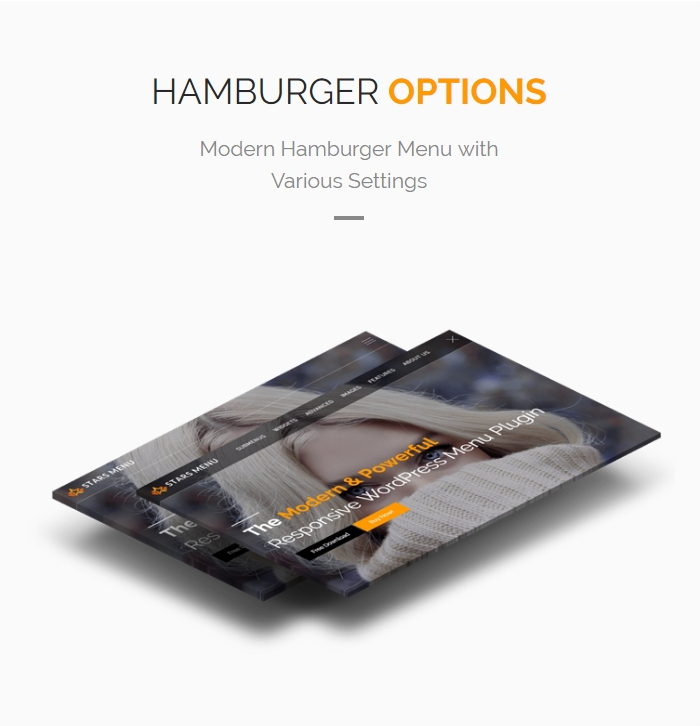 HAMBURGER OPTIONS
Modern Hamburger Menu with
Various Settings
STARS MENU
The
Res
STARS MENU
SUBMENUS WIDGETS ADVANCED IMAGES FEATURES ABOUT US
The Modern & Powerful
Responsive WordPress Menu Plugin
Free Download
Buy Now!